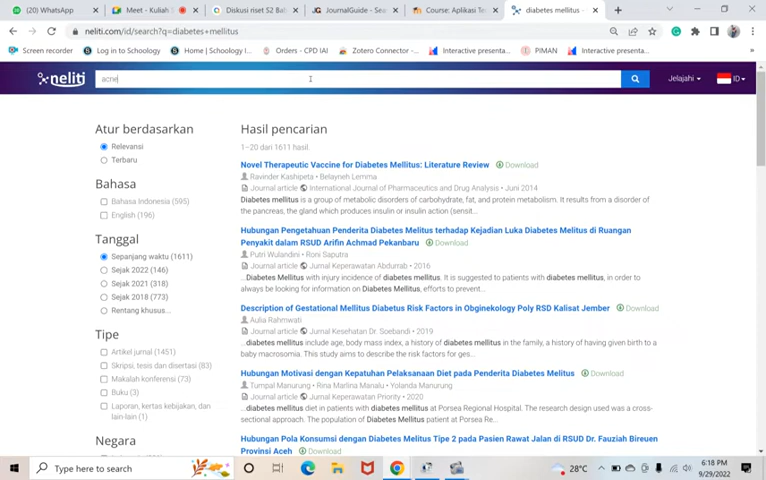 (20) WhatsApp
Meet - Kuliah S
Diskusi riset S2 Bab
JournalGuide - Sea
Course: Aplikasi Te
diabetes mellitus -
neliti.com/id/search?q=diabetes+mellitus
Screen recorder
Log in to Schoology
Home | Schoology
Orders - CPD IAI
Zotero Connector
Interactive presenti...
PIMAN
Interactive presenti...
neliti
acne
Jelajahi
ID
Atur berdasarkan
Relevansi
Terbaru
Bahasa
Bahasa Indonesia (595)
English (196)
Tanggal
Sepanjang waktu (1611)
Sejak 2022 (146)
Sejak 2021 (318)
Sejak 2018 (773)
Rentang khusus...
Tipe
Artikel jurnal (1451)
Skripsi, tesis dan disertasi (83)
Makalah konferensi (73)
Buku (3)
Laporan, kertas kebijakan, dan
lain-lain (1)
Negara
Hasil pencarian
1–20 dari 1611 hasil.
Novel Therapeutic Vaccine for Diabetes Mellitus: Literature Review Download
Ravinder Kashipeta • Belayneh Lemma
Journal article International Journal of Pharmaceutics and Drug Analysis • Juni 2014
Diabetes mellitus is a group of metabolic disorders of carbohydrate, fat, and protein metabolism. It results from a disorder of
the pancreas, the gland which produces insulin or insulin action (sensit...
Hubungan Pengetahuan Penderita Diabetes Melitus terhadap Kejadian Luka Diabetes Melitus di Ruangan
Penyakit dalam RSUD Arifin Achmad Pekanbaru Download
Putri Wulandini • Roni Saputra
Journal article Jurnal Keperawatan Abdurrab • 2016
...Diabetes Mellitus with injury incidence of diabetes mellitus. It is suggested to patients with diabetes mellitus, in order to
always be looking for information on Diabetes Mellitus, efforts to prevent...
Description of Gestational Mellitus Diabetus Risk Factors in Obginekology Poly RSD Kalisat Jember Download
Aulia Rahmwati
Journal article Jurnal Kesehatan Dr. Soebandi • 2019
...diabetes mellitus include age, body mass index, a history of diabetes mellitus in the family, a history of having given birth to a
baby macrosomia. This study aims to describe the risk factors for ges...
Hubungan Motivasi dengan Kepatuhan Pelaksanaan Diet pada Penderita Diabetes Melitus Download
Tumpal Manurung • Rina Marlina Manalu • Yolanda Manurung
Journal article Jurnal Keperawatan Priority • 2020
...diabetes mellitus diet in patients with diabetes mellitus at Porsea Regional Hospital. The research design used was a cross-
sectional approach. The population of Diabetes Mellitus patient from Porsea Re...
Hubungan Pola Konsumsi dengan Diabetes Melitus Tipe 2 pada Pasien Rawat Jalan di RSUD Dr. Fauziah Bireuen
Provinsi Aceh Download
Type here to search
28°C
6:18 PM
9/29/2022